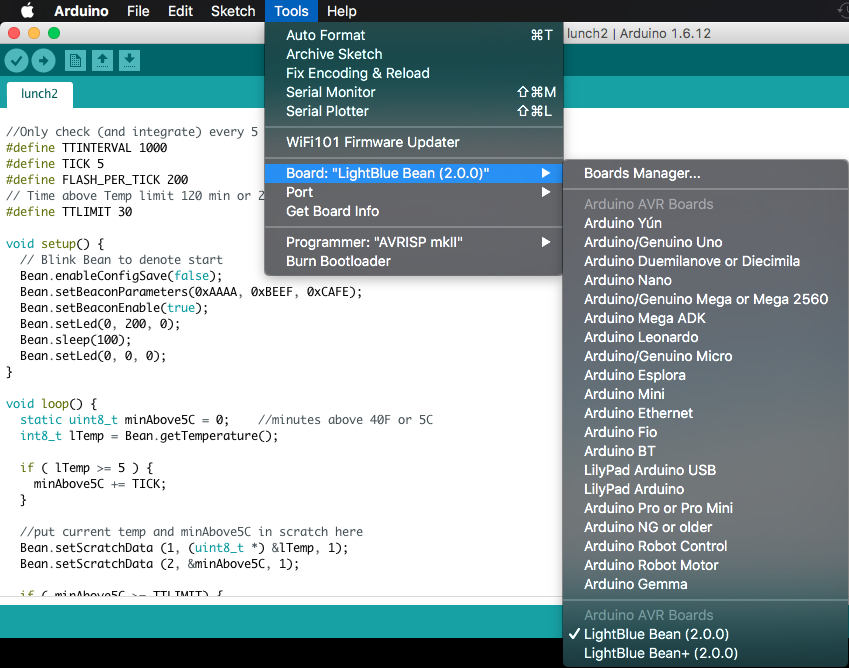 Arduino File Edit Sketch Tools Help
lunch2 | Arduino 1.6.12
lunch2
Auto Format ⌘T
Archive Sketch
Fix Encoding & Reload
Serial Monitor ⇧⌘M
Serial Plotter ⇧⌘L
WiFi101 Firmware Updater
Board: "LightBlue Bean (2.0.0)"
Port
Get Board Info
Programmer: "AVRISP mkII"
Burn Bootloader
Boards Manager...
Arduino AVR Boards
Arduino Yún
Arduino/Genuino Uno
Arduino Duemilanove or Diecimila
Arduino Nano
Arduino/Genuino Mega or Mega 2560
Arduino Mega ADK
Arduino Leonardo
Arduino/Genuino Micro
Arduino Esplora
Arduino Mini
Arduino Ethernet
Arduino Fio
Arduino BT
LilyPad Arduino USB
LilyPad Arduino
Arduino Pro or Pro Mini
Arduino NG or older
Arduino Robot Control
Arduino Robot Motor
Arduino Gemma
Arduino AVR Boards
✓ LightBlue Bean (2.0.0)
LightBlue Bean+ (2.0.0)
//Only check (and integrate) every 5
#define TTINTERVAL 1000
#define TICK 5
#define FLASH_PER_TICK 200
// Time above Temp limit 120 min or 2
#define TTLIMIT 30
void setup() {
// Blink Bean to denote start
Bean.enableConfigSave(false);
Bean.setBeaconParameters(0xAAAA, 0xBEEF, 0xCAFE);
Bean.setBeaconEnable(true);
Bean.setLed(0, 200, 0);
Bean.sleep(100);
Bean.setLed(0, 0, 0);
}
void loop() {
static uint8_t minAbove5C = 0; //minutes above 40F or 5C
int8_t lTemp = Bean.getTemperature();
if ( lTemp >= 5 ) {
minAbove5C += TICK;
}
//put current temp and minAbove5C in scratch here
Bean.setScratchData (1, (uint8_t *) &lTemp, 1);
Bean.setScratchData (2, &minAbove5C, 1);
if ( minAbove5C >= TTLIMIT) {